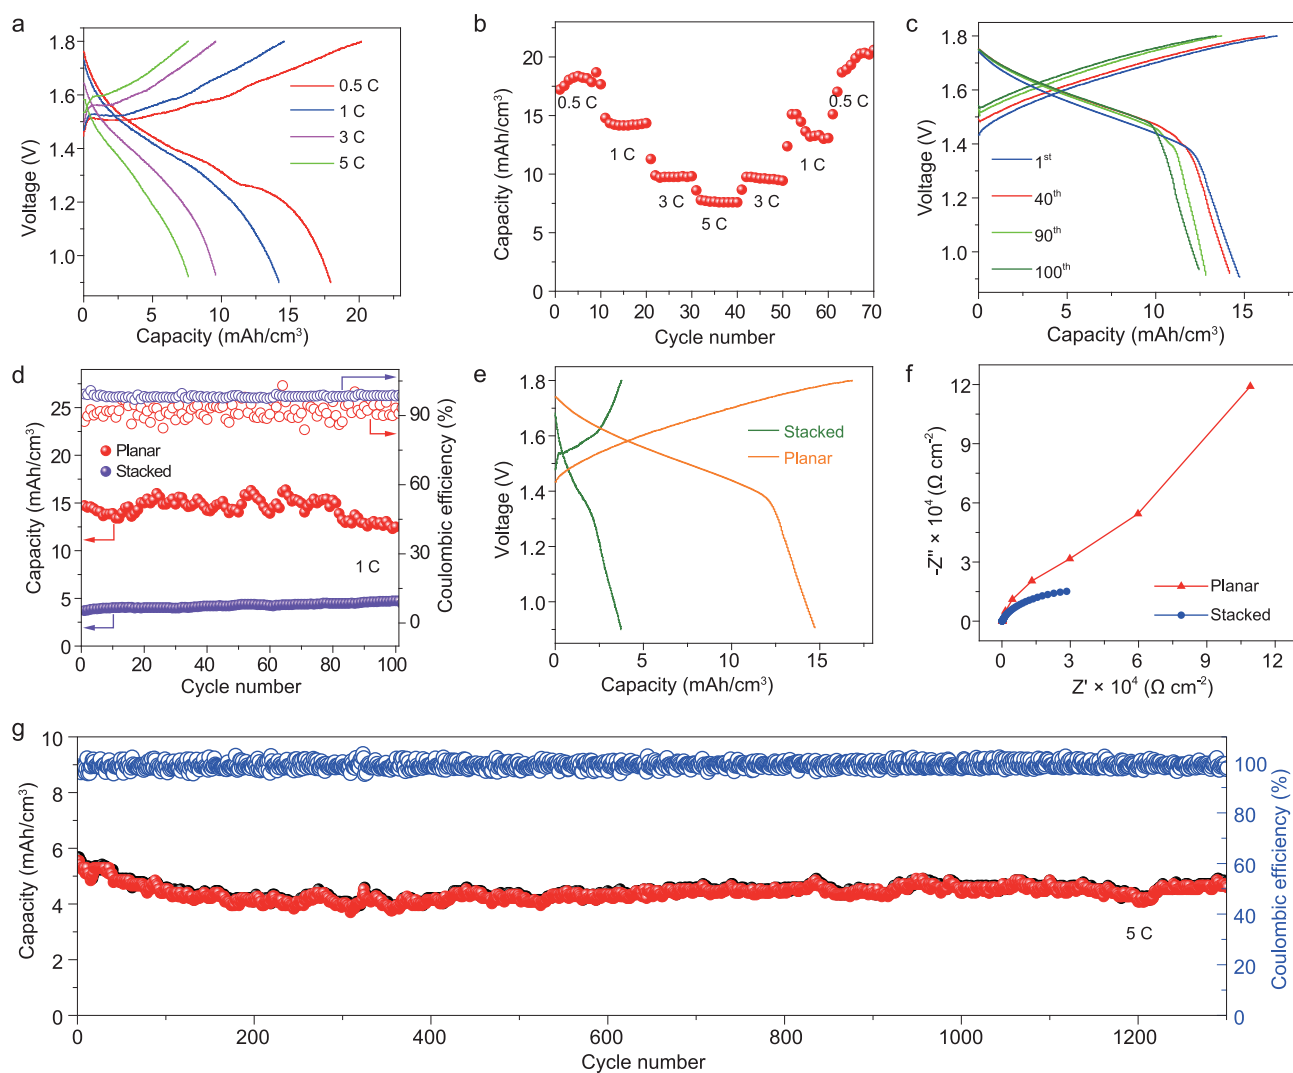 a
Voltage (V)
1.8
1.6
1.4
1.2
1.0
0.5 C
1 C
3 C
5 C
0
5
10
15
20
Capacity (mAh/cm³)
b
Capacity (mAh/cm³)
20
15
10
5
0
0.5 C
1 C
3 C
5 C
3 C
1 C
0.5 C
0
10
20
30
40
50
60
70
Cycle number
c
Voltage (V)
1.8
1.6
1.4
1.2
1.0
1st
40th
90th
100th
0
5
10
15
Capacity (mAh/cm³)
d
Capacity (mAh/cm³)
25
20
15
10
5
0
Planar
Stacked
1 C
90
60
30
0
Coulombic efficiency (%)
0
20
40
60
80
100
Cycle number
e
Voltage (V)
1.8
1.6
1.4
1.2
1.0
Stacked
Planar
0
5
10
15
Capacity (mAh/cm³)
f
-Z" × 10⁴ (Ω cm⁻²)
12
9
6
3
0
Planar
Stacked
0
3
6
9
12
Z' × 10⁴ (Ω cm⁻²)
g
Capacity (mAh/cm³)
10
8
6
4
2
0
5 C
100
80
60
40
20
0
Coulombic efficiency (%)
0
200
400
600
800
1000
1200
Cycle number